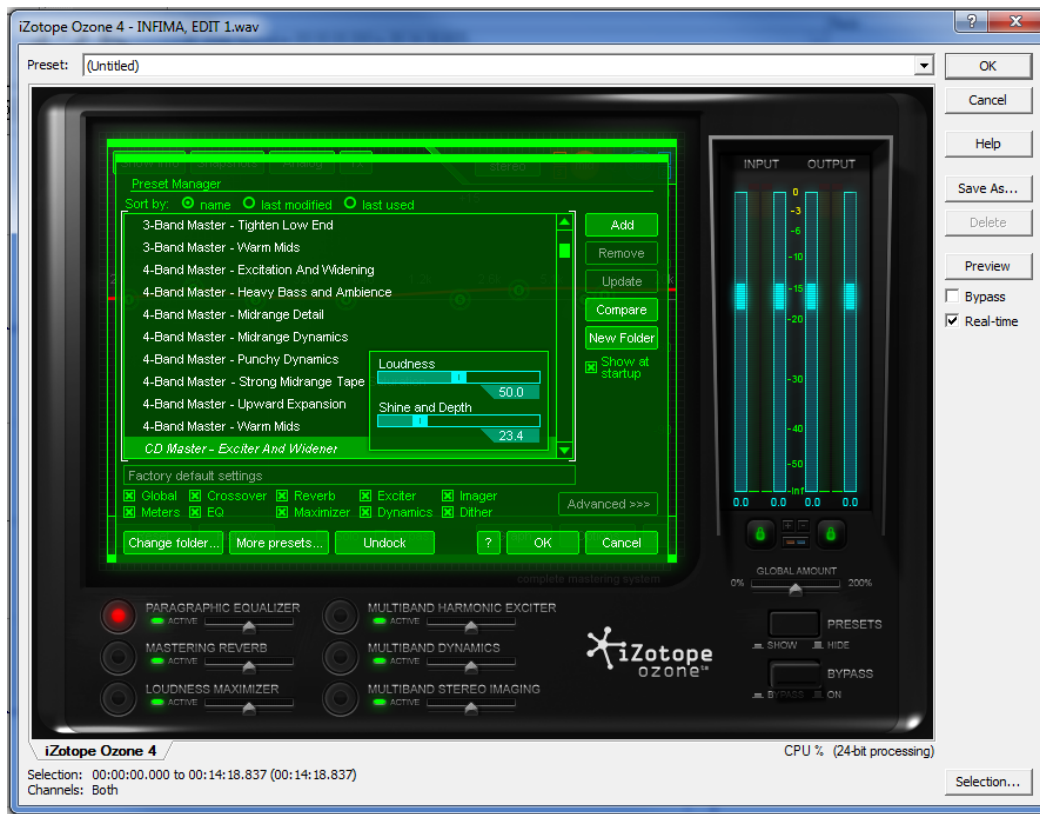 iZotope Ozone 4 - INFIMA, EDIT 1.wav
?
X
Preset:
(Untitled)
OK
Cancel
Help
Save As...
Delete
Preview
Bypass
Real-time
Selection...
Show Info
Snapshots
Analog
stereo
Preset Manager
Sort by: name last modified last used
3-Band Master - Tighten Low End
3-Band Master - Warm Mids
4-Band Master - Excitation And Widening
4-Band Master - Heavy Bass and Ambience
4-Band Master - Midrange Detail
4-Band Master - Midrange Dynamics
4-Band Master - Punchy Dynamics
4-Band Master - Strong Midrange Tape
4-Band Master - Upward Expansion
4-Band Master - Warm Mids
CD Master - Exciter And Widener
Loudness
50.0
Shine and Depth
23.4
Add
Remove
Update
Compare
New Folder
Show at
startup
Factory default settings
Global Crossover Reverb Exciter Imager
Meters EQ Maximizer Dynamics Dither
Advanced >>>
Change folder... More presets... Undock ? OK Cancel
complete mastering system
INPUT OUTPUT
0
-3
-6
-10
-15
-20
-30
-40
-50
-Inf
0.0 0.0 0.0 0.0
GLOBAL AMOUNT
0% 200%
PRESETS
SHOW HIDE
BYPASS
BYPASS ON
PARAGRAPHIC EQUALIZER
ACTIVE
MULTIBAND HARMONIC EXCITER
ACTIVE
MASTERING REVERB
ACTIVE
MULTIBAND DYNAMICS
ACTIVE
LOUDNESS MAXIMIZER
ACTIVE
MULTIBAND STEREO IMAGING
ACTIVE
iZotope
ozone™
iZotope Ozone 4
CPU % (24-bit processing)
Selection: 00:00:00.000 to 00:14:18.837 (00:14:18.837)
Channels: Both